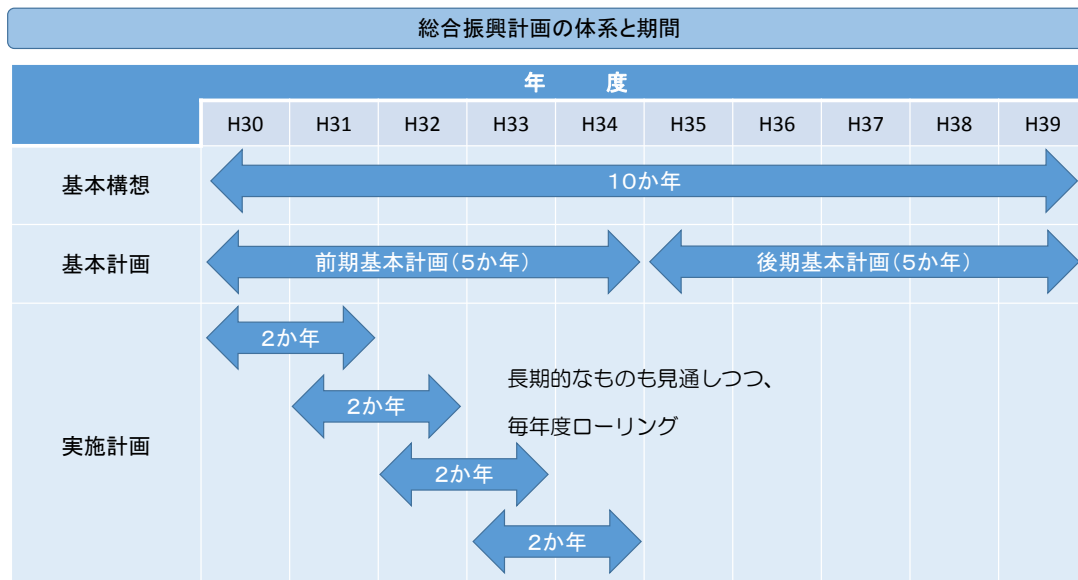 総合振興計画の体系と期間
年　　度
H30 H31 H32 H33 H34 H35 H36 H37 H38 H39
基本構想
10か年
基本計画
前期基本計画(5か年)
後期基本計画(5か年)
実施計画
2か年
2か年
2か年
2か年
長期的なものも見通しつつ、
毎年度ローリング